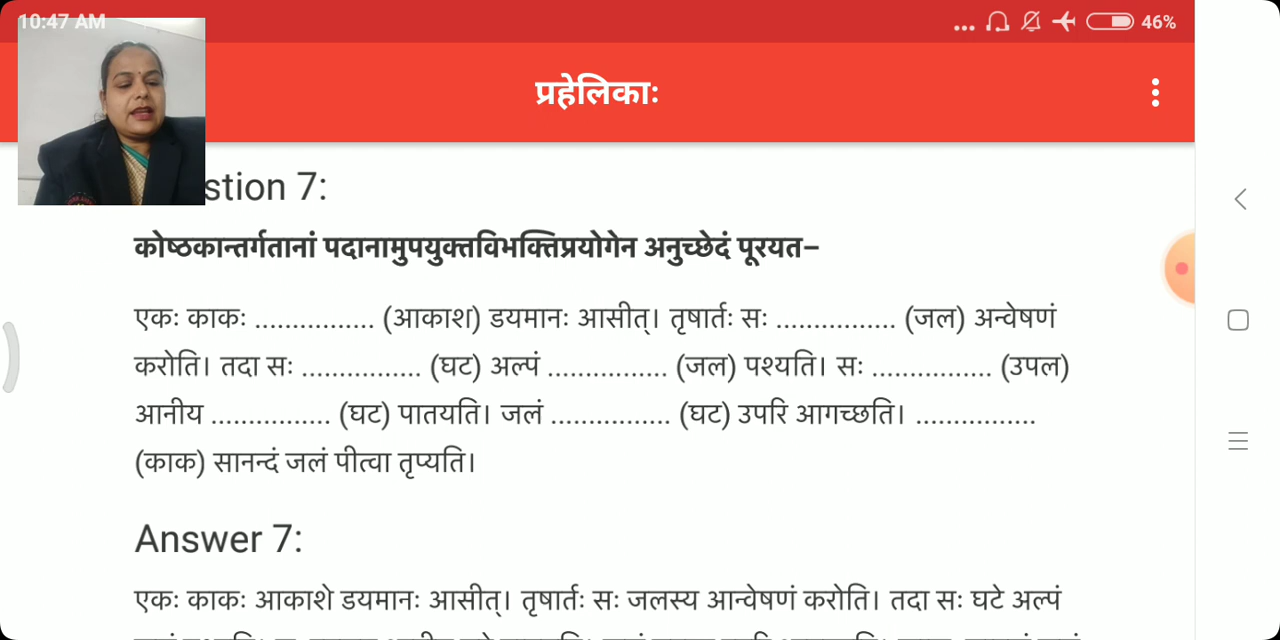 10:47 AM
46%
प्रहेलिकाः
stion 7:
कोष्ठकान्तर्गतानां पदानामुपयुक्तविभक्तिप्रयोगेन अनुच्छेदं पूरयत–
एकः काकः ................ (आकाश) डयमानः आसीत्। तृषार्तः सः ................ (जल) अन्वेषणं
करोति। तदा सः ................ (घट) अल्पं ................ (जल) पश्यति। सः ................ (उपल)
आनीय ................ (घट) पातयति। जलं ................ (घट) उपरि आगच्छति। ................
(काक) सानन्दं जलं पीत्वा तृप्यति।
Answer 7:
एकः काकः आकाशे डयमानः आसीत्। तृषार्तः सः जलस्य आन्वेषणं करोति। तदा सः घटे अल्पं